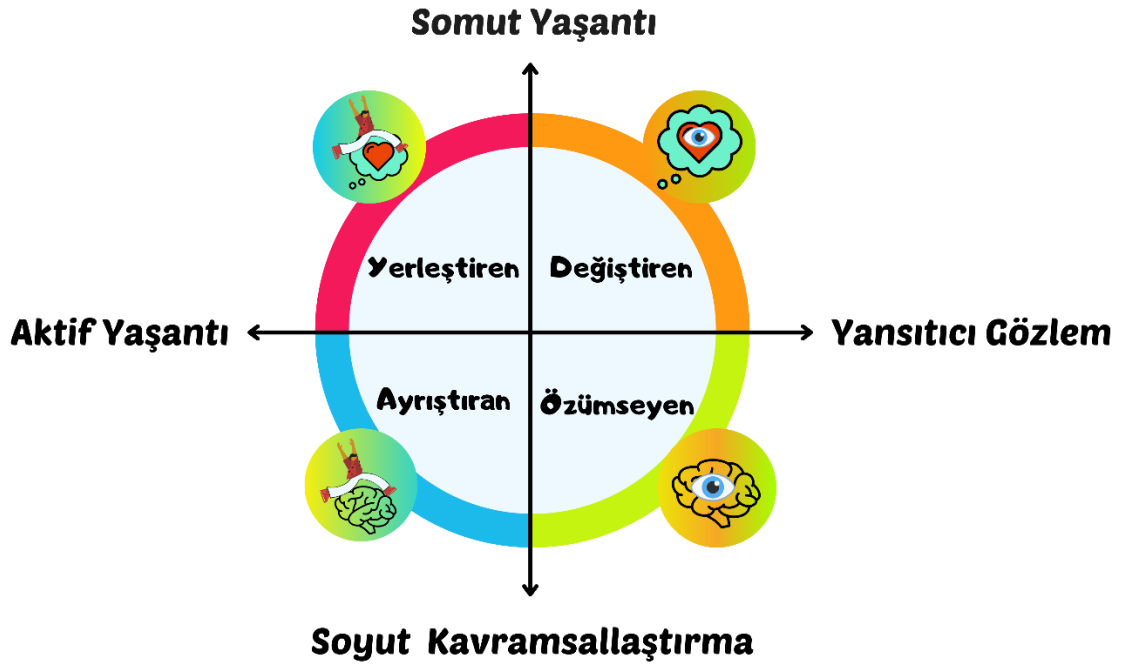 Somut Yaşantı
Yerleştiren
Değiştiren
Aktif Yaşantı
Yansıtıcı Gözlem
Ayrıştıran
Özümseyen
Soyut Kavramsallaştırma